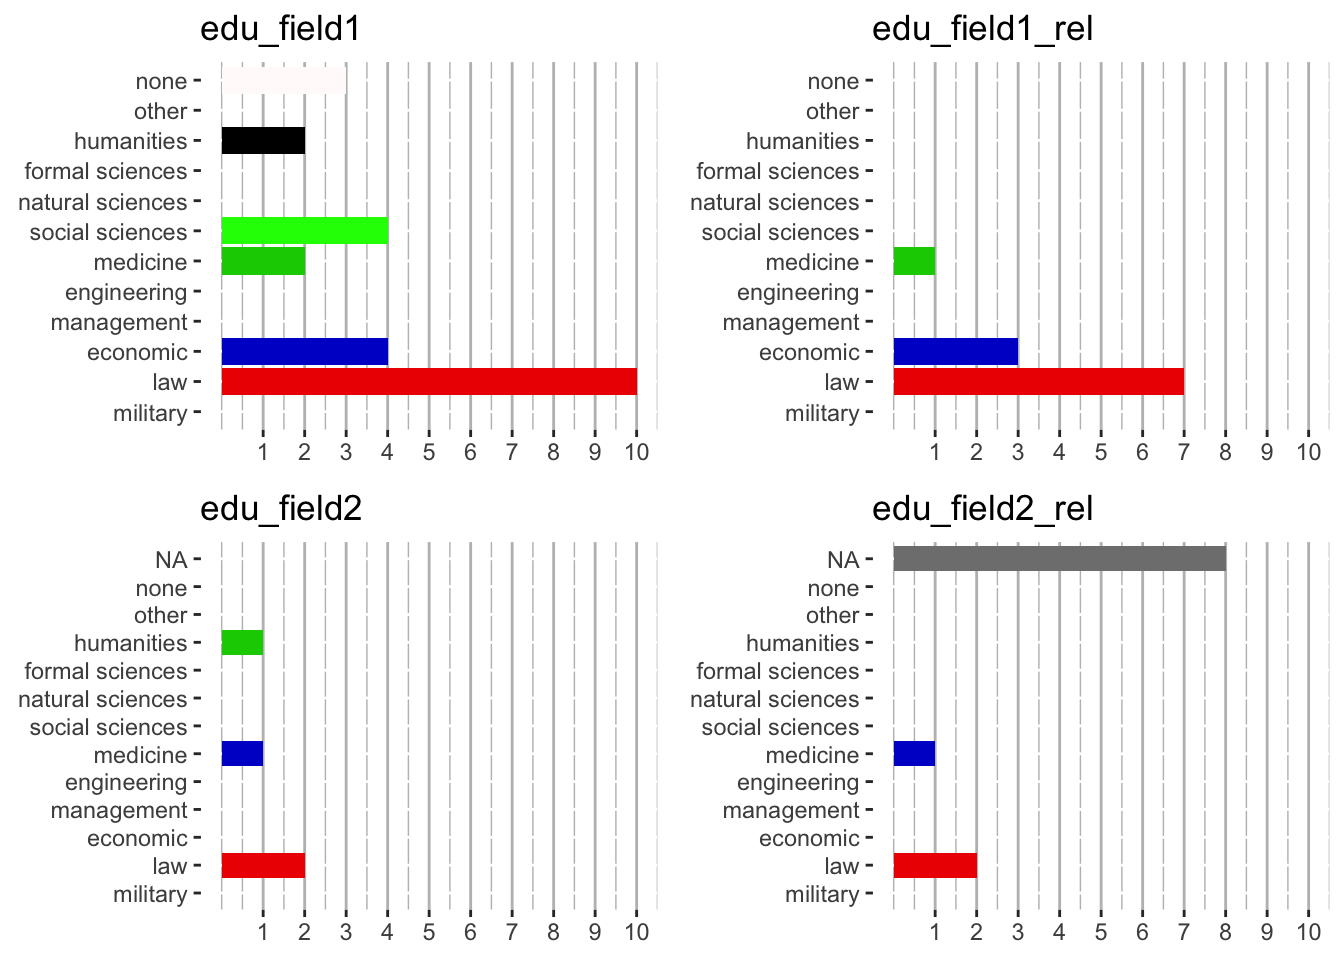 edu_field1
none
other
humanities
formal sciences
natural sciences
social sciences
medicine
engineering
management
economic
law
military
1 2 3 4 5 6 7 8 9 10
edu_field1_rel
none
other
humanities
formal sciences
natural sciences
social sciences
medicine
engineering
management
economic
law
military
1 2 3 4 5 6 7 8 9 10
edu_field2
NA
none
other
humanities
formal sciences
natural sciences
social sciences
medicine
engineering
management
economic
law
military
1 2 3 4 5 6 7 8 9 10
edu_field2_rel
NA
none
other
humanities
formal sciences
natural sciences
social sciences
medicine
engineering
management
economic
law
military
1 2 3 4 5 6 7 8 9 10